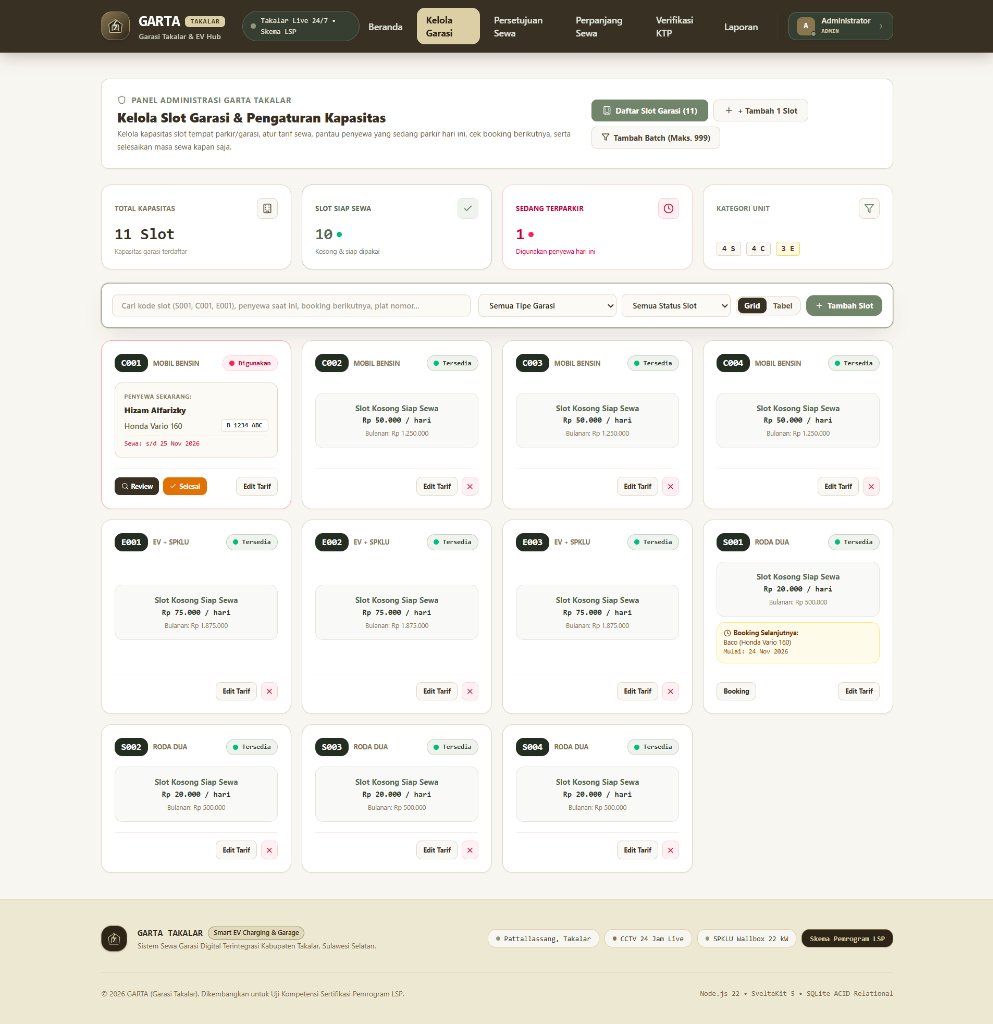 GARTA TAKALAR
Garasi Takalar & EV Hub
Takalar Live 24/7 •
Skema LSP
Beranda
Kelola
Garasi
Persetujuan
Sewa
Perpanjang
Sewa
Verifikasi
KTP
Laporan
A
Administrator
ADMIN
PANEL ADMINISTRASI GARTA TAKALAR
Kelola Slot Garasi & Pengaturan Kapasitas
Kelola kapasitas slot tempat parkir/garasi, atur tarif sewa, pantau penyewa yang sedang parkir hari ini, cek booking berikutnya, serta
selesaikan masa sewa kapan saja.
Daftar Slot Garasi (11)
+ Tambah 1 Slot
Tambah Batch (Maks. 999)
TOTAL KAPASITAS
11 Slot
Kapasitas garasi terdaftar
SLOT SIAP SEWA
10
Kosong & siap dipakai
SEDANG TERPARKIR
1
Digunakan penyewa hari ini
KATEGORI UNIT
4 S 4 C 3 E
Cari kode slot (S001, C001, E001), penyewa saat ini, booking berikutnya, plat nomor...
Semua Tipe Garasi
Semua Status Slot
Grid Tabel
+ Tambah Slot
C001 MOBIL BENSIN Digunakan
PENYEWA SEKARANG:
Hizam Alfarizky
Honda Vario 160 B 1234 ABC
Sewa: s/d 25 Nov 2026
Review Selesai Edit Tarif
C002 MOBIL BENSIN Tersedia
Slot Kosong Siap Sewa
Rp 50.000 / hari
Bulanan: Rp 1.250.000
Edit Tarif
C003 MOBIL BENSIN Tersedia
Slot Kosong Siap Sewa
Rp 50.000 / hari
Bulanan: Rp 1.250.000
Edit Tarif
C004 MOBIL BENSIN Tersedia
Slot Kosong Siap Sewa
Rp 50.000 / hari
Bulanan: Rp 1.250.000
Edit Tarif
E001 EV + SPKLU Tersedia
Slot Kosong Siap Sewa
Rp 75.000 / hari
Bulanan: Rp 1.875.000
Edit Tarif
E002 EV + SPKLU Tersedia
Slot Kosong Siap Sewa
Rp 75.000 / hari
Bulanan: Rp 1.875.000
Edit Tarif
E003 EV + SPKLU Tersedia
Slot Kosong Siap Sewa
Rp 75.000 / hari
Bulanan: Rp 1.875.000
Edit Tarif
S001 RODA DUA Tersedia
Slot Kosong Siap Sewa
Rp 20.000 / hari
Bulanan: Rp 500.000
Booking Selanjutnya:
Baco (Honda Vario 160)
Mulai: 24 Nov 2026
Booking Edit Tarif
S002 RODA DUA Tersedia
Slot Kosong Siap Sewa
Rp 20.000 / hari
Bulanan: Rp 500.000
Edit Tarif
S003 RODA DUA Tersedia
Slot Kosong Siap Sewa
Rp 20.000 / hari
Bulanan: Rp 500.000
Edit Tarif
S004 RODA DUA Tersedia
Slot Kosong Siap Sewa
Rp 20.000 / hari
Bulanan: Rp 500.000
Edit Tarif
GARTA TAKALAR Smart EV Charging & Garage
Sistem Sewa Garasi Digital Terintegrasi Kabupaten Takalar, Sulawesi Selatan.
Pattallassang, Takalar
CCTV 24 Jam Live
SPKLU Wallbox 22 kW
Skema Pemrogram LSP
© 2026 GARTA (Garasi Takalar). Dikembangkan untuk Uji Kompetensi Sertifikasi Pemrogram LSP.
Node.js 22 • SvelteKit 5 • SQLite ACID Relational